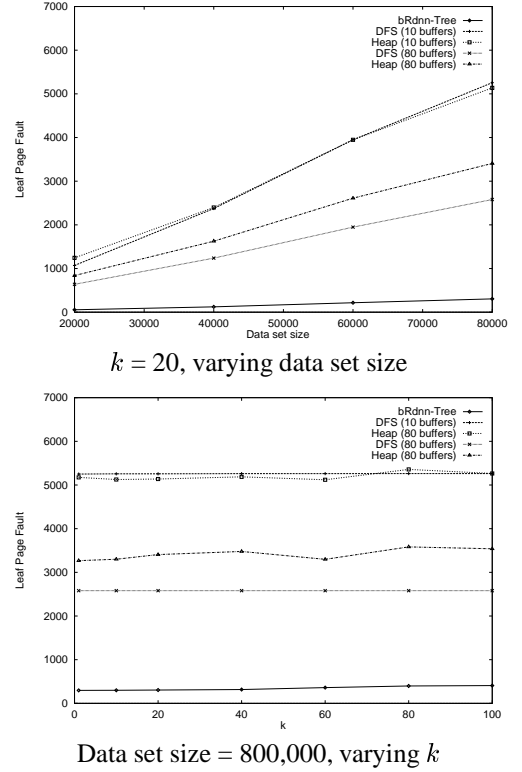 7000
6000
5000
4000
3000
2000
1000
0
Leaf Page Fault
bRdnn-Tree
DFS (10 buffers)
Heap (10 buffers)
DFS (80 buffers)
Heap (80 buffers)
20000 30000 40000 50000 60000 70000 80000
Data set size
k = 20, varying data set size
7000
6000
5000
4000
3000
2000
1000
0
Leaf Page Fault
bRdnn-Tree
DFS (10 buffers)
Heap (80 buffers)
DFS (80 buffers)
Heap (80 buffers)
0 20 40 60 80 100
k
Data set size = 800,000, varying k